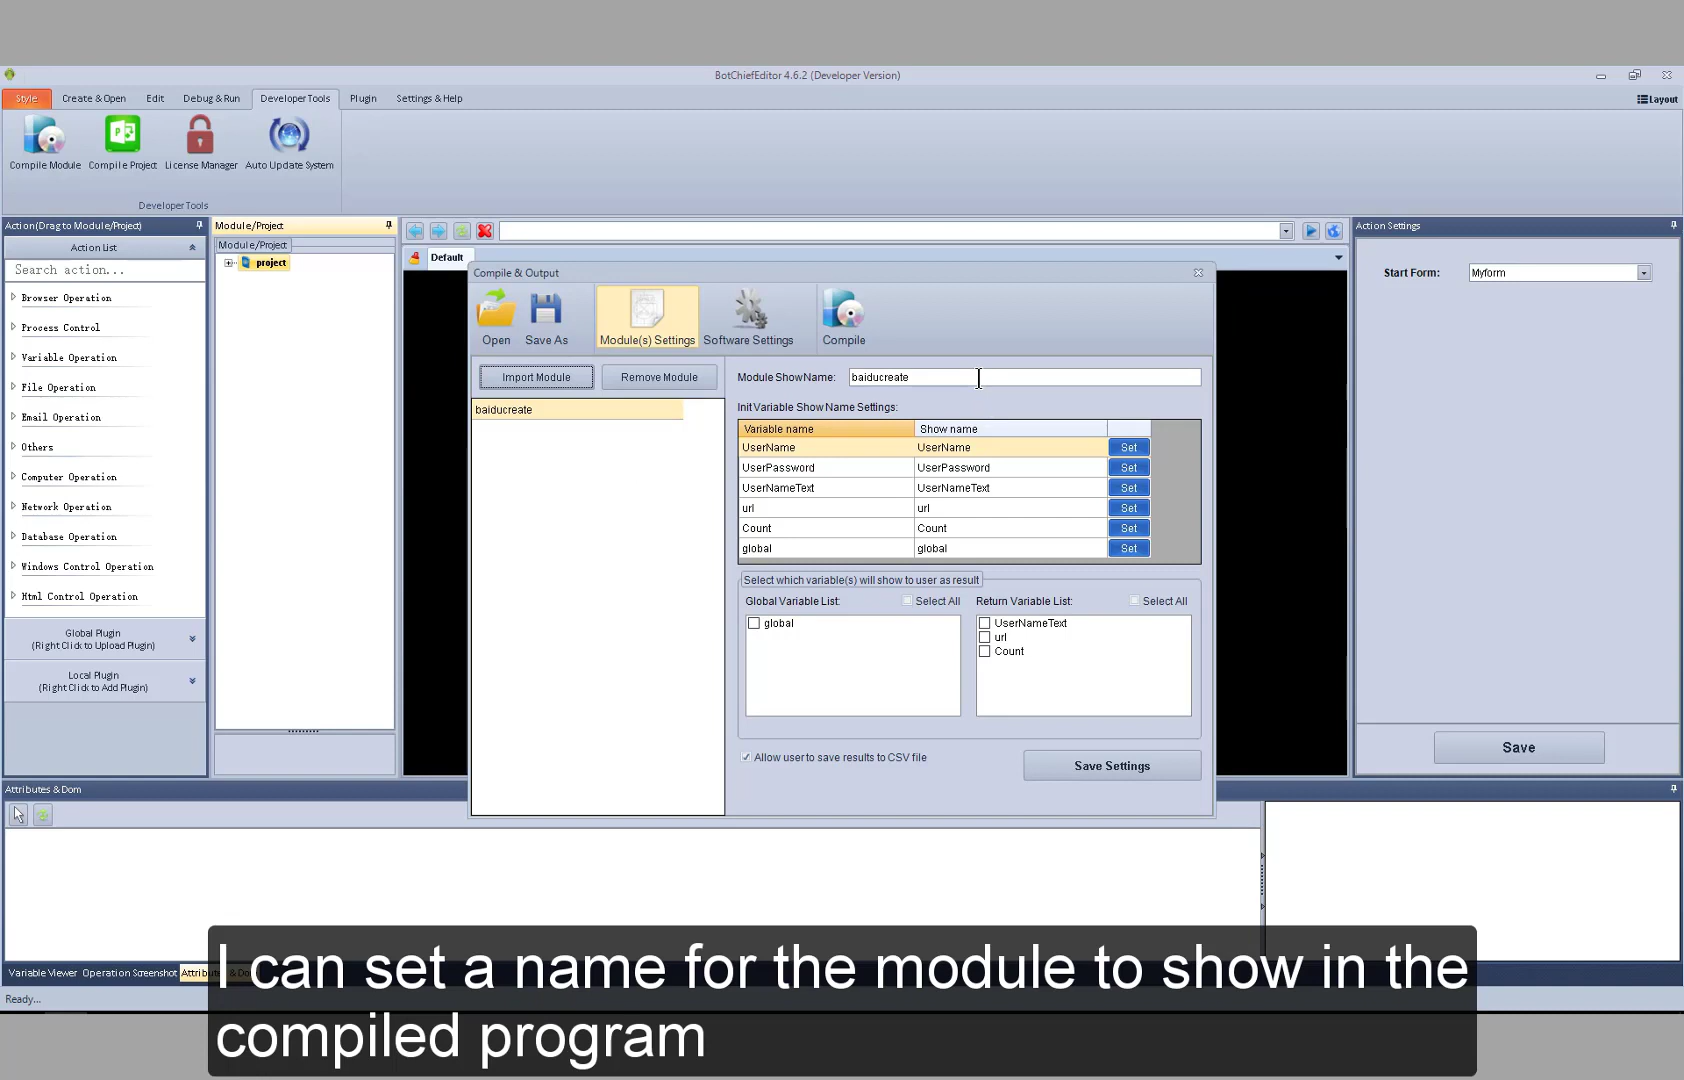 BotChiefEditor 4.6.2 (Developer Version)
Style
Create & Open
Edit
Debug & Run
Developer Tools
Plugin
Settings & Help
Layout
Compile Module
Compile Project
License Manager
Auto Update System
Developer Tools
Action(Drag to Module/Project)
Action List
Search action...
Browser Operation
Process Control
Variable Operation
File Operation
Email Operation
Others
Computer Operation
Network Operation
Database Operation
Windows Control Operation
Html Control Operation
Global Plugin
(Right Click to Upload Plugin)
Local Plugin
(Right Click to Add Plugin)
Module/Project
Module/Project
project
Default
Compile & Output
Open
Save As
Module(s) Settings
Software Settings
Compile
Import Module
Remove Module
baiducreate
Module Show Name:
baiducreate
Init Variable Show Name Settings:
Variable name
Show name
UserName
UserName
Set
UserPassword
UserPassword
Set
UserNameText
UserNameText
Set
url
url
Set
Count
Count
Set
global
global
Set
Select which variable(s) will show to user as result
Global Variable List:
Select All
global
Return Variable List:
Select All
UserNameText
url
Count
Allow user to save results to CSV file
Save Settings
Action Settings
Start Form:
Myform
Save
Attributes & Dom
Variable Viewer
Operation Screenshot
Attributes & Dom
Ready...
I can set a name for the module to show in the
compiled program